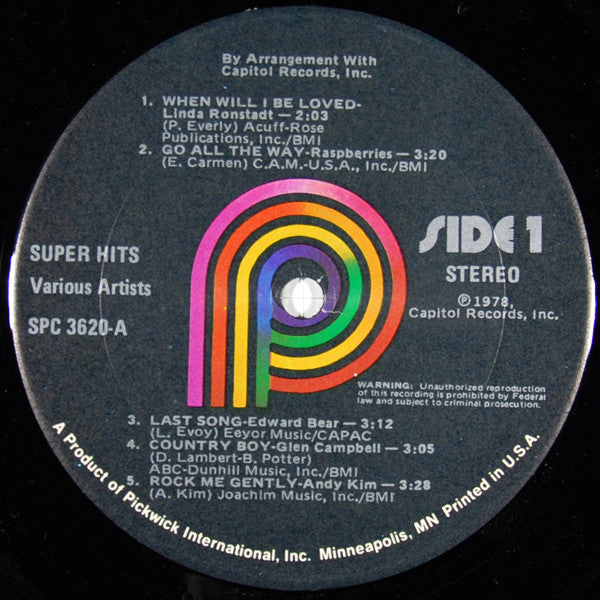 By Arrangement With
Capitol Records, Inc.
1. WHEN WILL I BE LOVED-
Linda Ronstadt — 2:03
(P. Everly) Acuff-Rose
Publications, Inc./BMI
2. GO ALL THE WAY-Raspberries — 3:20
(E. Carmen) C.A.M.-U.S.A., Inc./BMI
SUPER HITS
Various Artists
SPC 3620-A
SIDE 1
STEREO
℗ 1978,
Capitol Records, Inc.
WARNING: Unauthorized reproduction
of this recording is prohibited by Federal
law and subject to criminal prosecution.
3. LAST SONG-Edward Bear — 3:12
(L. Evoy) Eeyor Music/CAPAC
4. COUNTRY BOY-Glen Campbell — 3:05
(D. Lambert-B. Potter)
ABC-Dunhill Music, Inc./BMI
5. ROCK ME GENTLY-Andy Kim — 3:28
(A. Kim) Joachim Music, Inc./BMI
A Product of Pickwick International, Inc. Minneapolis, MN Printed in U.S.A.